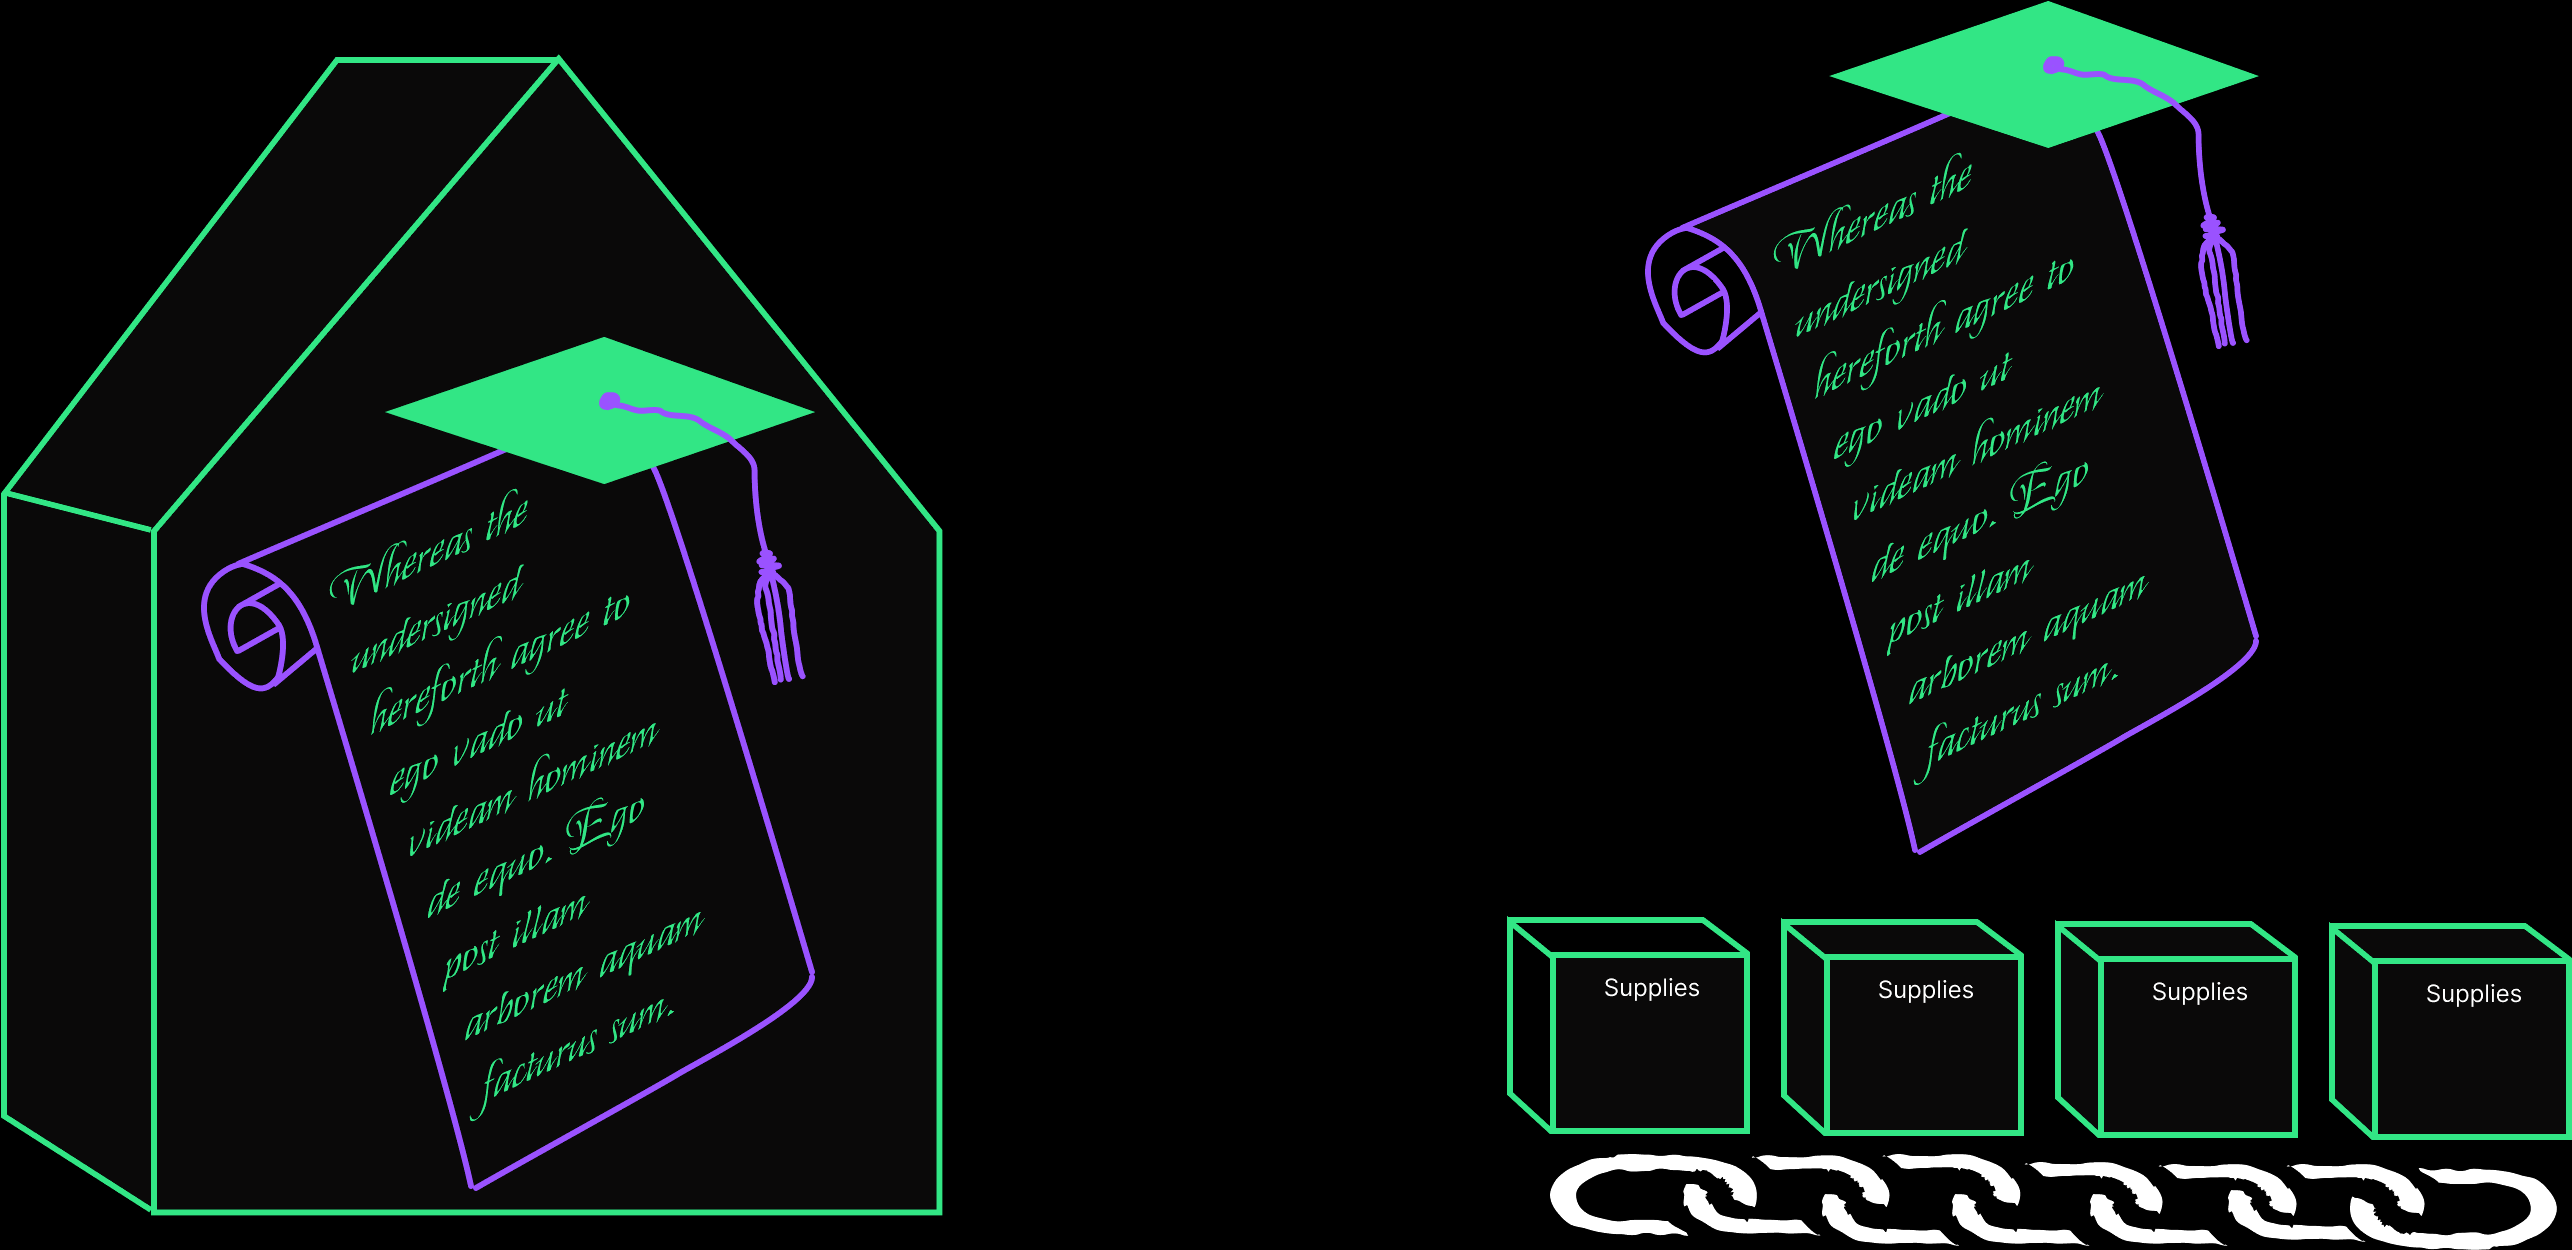 Whereas the
undersigned
hereforth agree to
ego vado ut
videam hominem
de equo. Ego
post illam
arborem aquam
facturus sum.
Whereas the
undersigned
hereforth agree to
ego vado ut
videam hominem
de equo. Ego
post illam
arborem aquam
facturus sum.
Supplies
Supplies
Supplies
Supplies